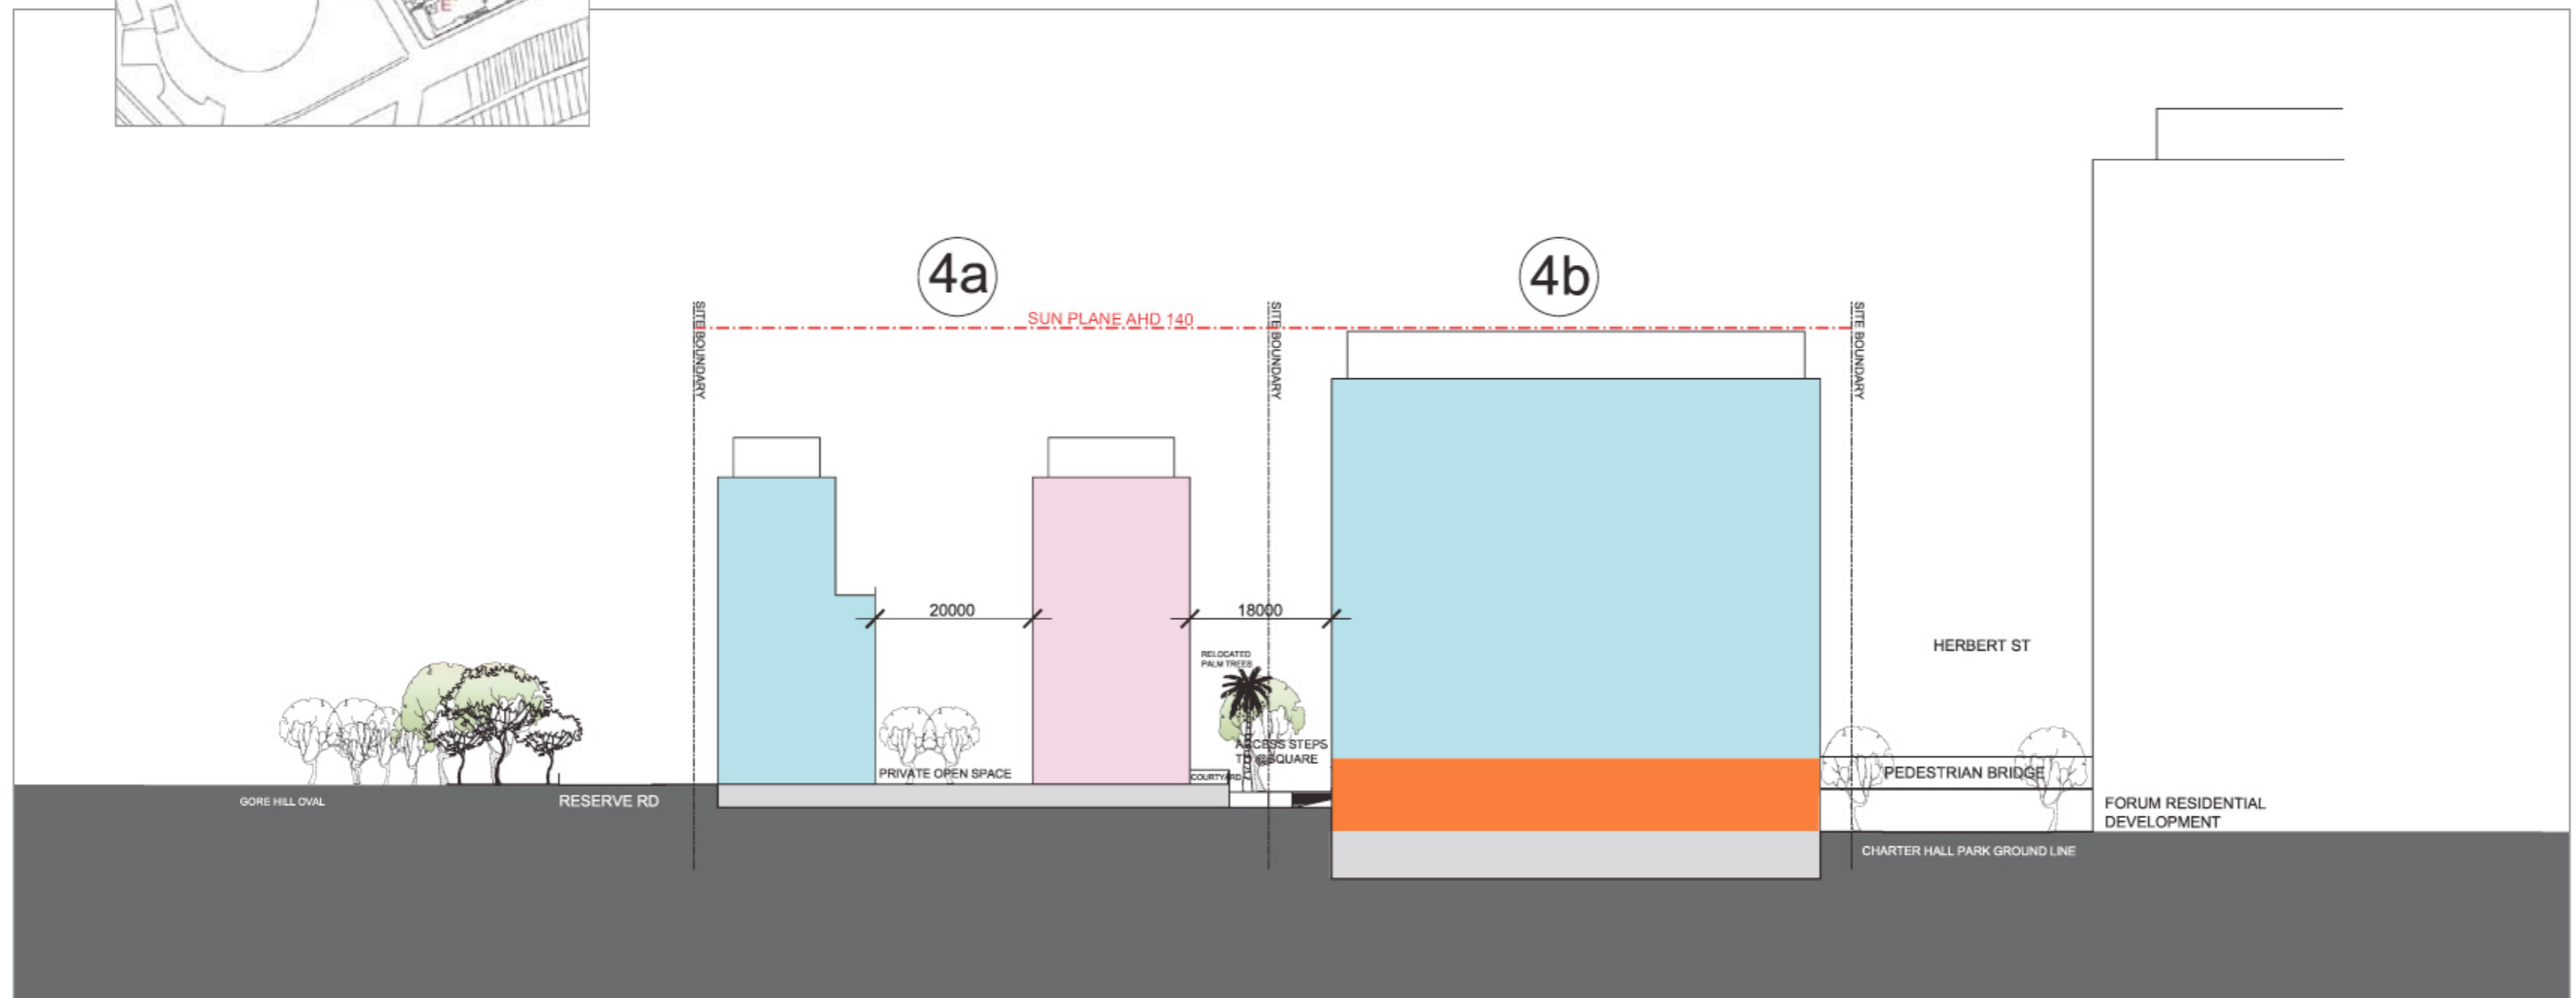 E
4a
4b
SUN PLANE AHD 140
SITE BOUNDARY
SITE BOUNDARY
SITE BOUNDARY
20000
18000
RELOCATED
PALM TREES
HERBERT ST
ACCESS STEPS
TO @SQUARE
PRIVATE OPEN SPACE
COURTYARD
PEDESTRIAN BRIDGE
GORE HILL OVAL
RESERVE RD
FORUM RESIDENTIAL
DEVELOPMENT
CHARTER HALL PARK GROUND LINE